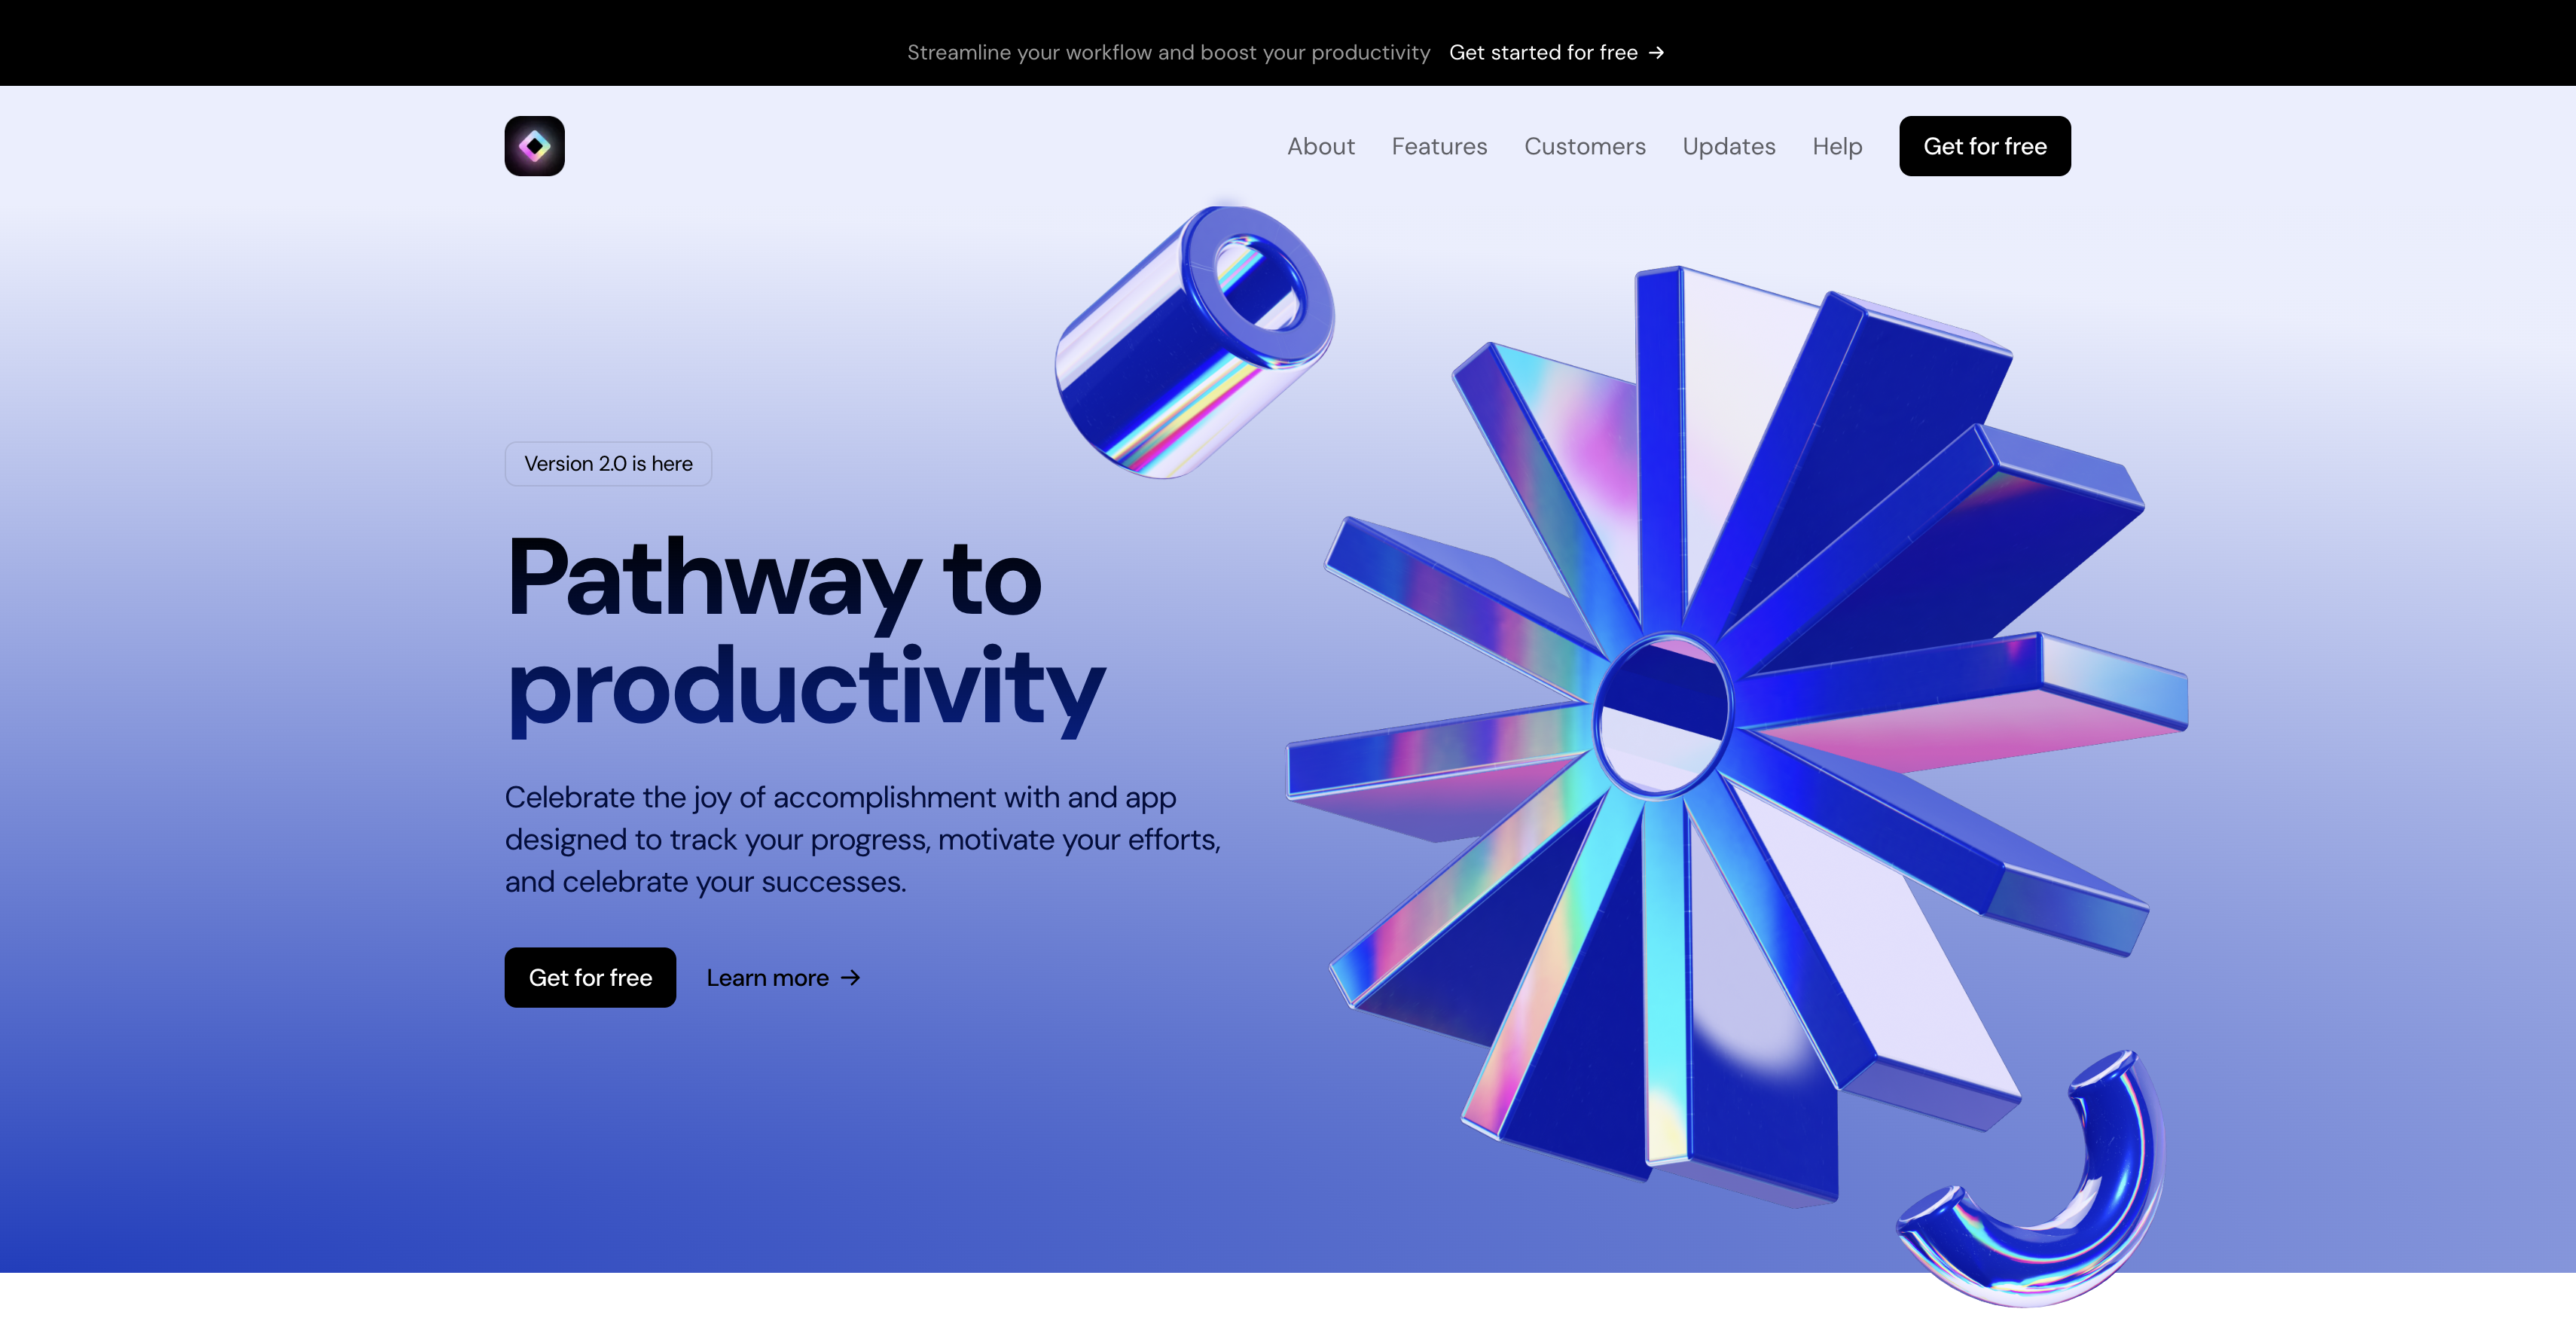 Streamline your workflow and boost your productivity Get started for free →
About Features Customers Updates Help Get for free
Version 2.0 is here
Pathway to
productivity
Celebrate the joy of accomplishment with and app
designed to track your progress, motivate your efforts,
and celebrate your successes.
Get for free Learn more →